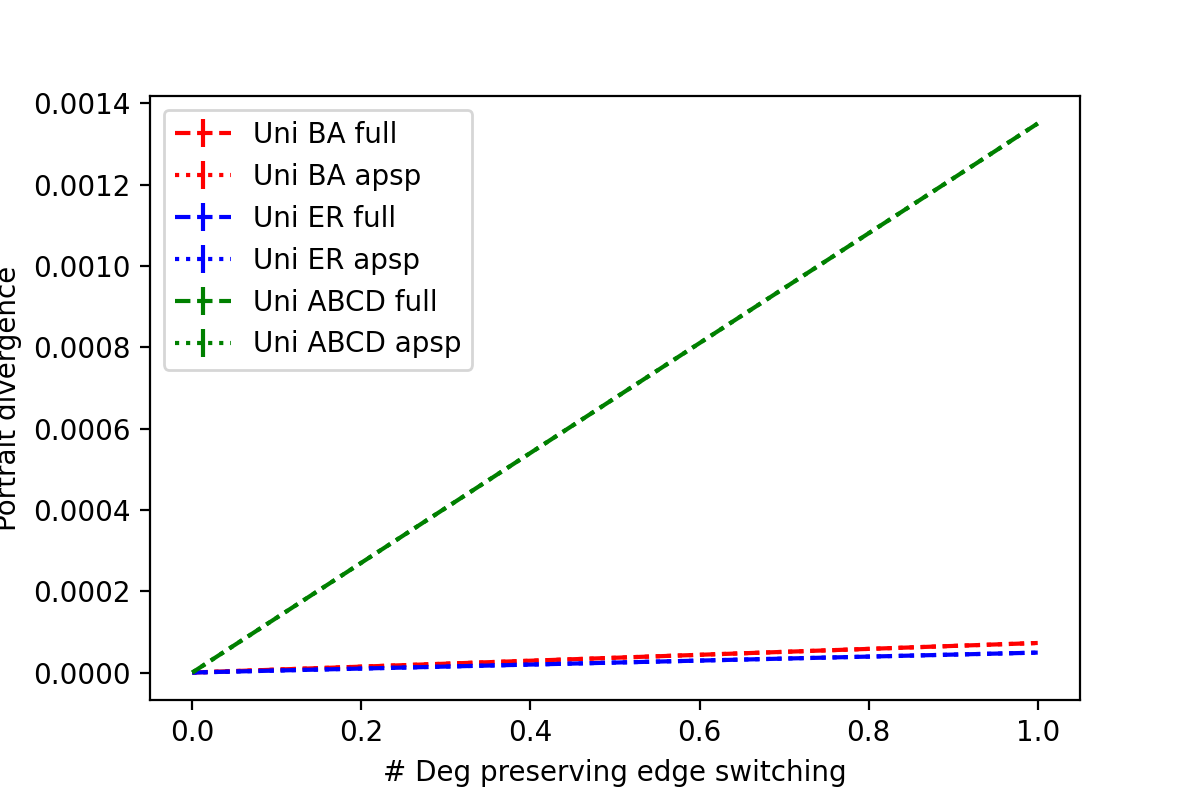 0.0014
0.0012
0.0010
0.0008
0.0006
0.0004
0.0002
0.0000
Portrait divergence
Uni BA full
Uni BA apsp
Uni ER full
Uni ER apsp
Uni ABCD full
Uni ABCD apsp
0.0 0.2 0.4 0.6 0.8 1.0
# Deg preserving edge switching